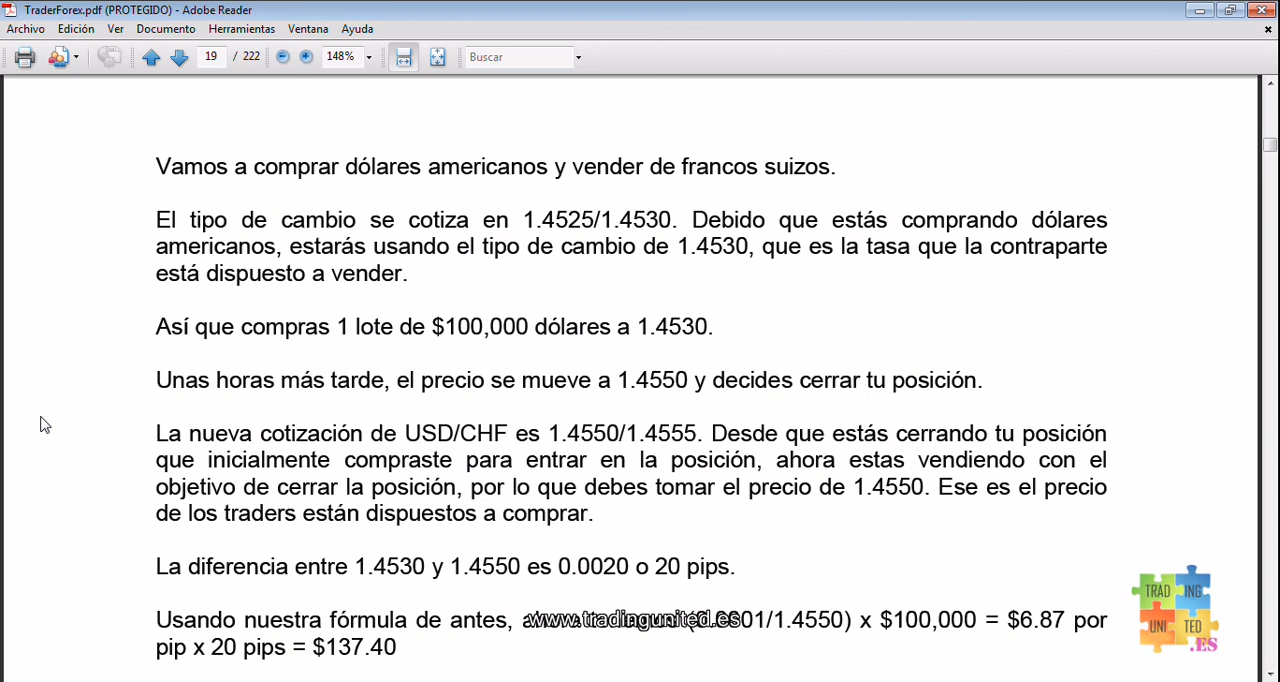 TraderForex.pdf (PROTEGIDO) - Adobe Reader
Archivo Edición Ver Documento Herramientas Ventana Ayuda
19 / 222 148% Buscar
Vamos a comprar dólares americanos y vender de francos suizos.
El tipo de cambio se cotiza en 1.4525/1.4530. Debido que estás comprando dólares
americanos, estarás usando el tipo de cambio de 1.4530, que es la tasa que la contraparte
está dispuesto a vender.
Así que compras 1 lote de $100,000 dólares a 1.4530.
Unas horas más tarde, el precio se mueve a 1.4550 y decides cerrar tu posición.
La nueva cotización de USD/CHF es 1.4550/1.4555. Desde que estás cerrando tu posición
que inicialmente compraste para entrar en la posición, ahora estas vendiendo con el
objetivo de cerrar la posición, por lo que debes tomar el precio de 1.4550. Ese es el precio
de los traders están dispuestos a comprar.
La diferencia entre 1.4530 y 1.4550 es 0.0020 o 20 pips.
Usando nuestra fórmula de antes, www.tradingunited.es /1.4550) x $100,000 = $6.87 por
pip x 20 pips = $137.40
TRAD ING
UNI TED
.ES